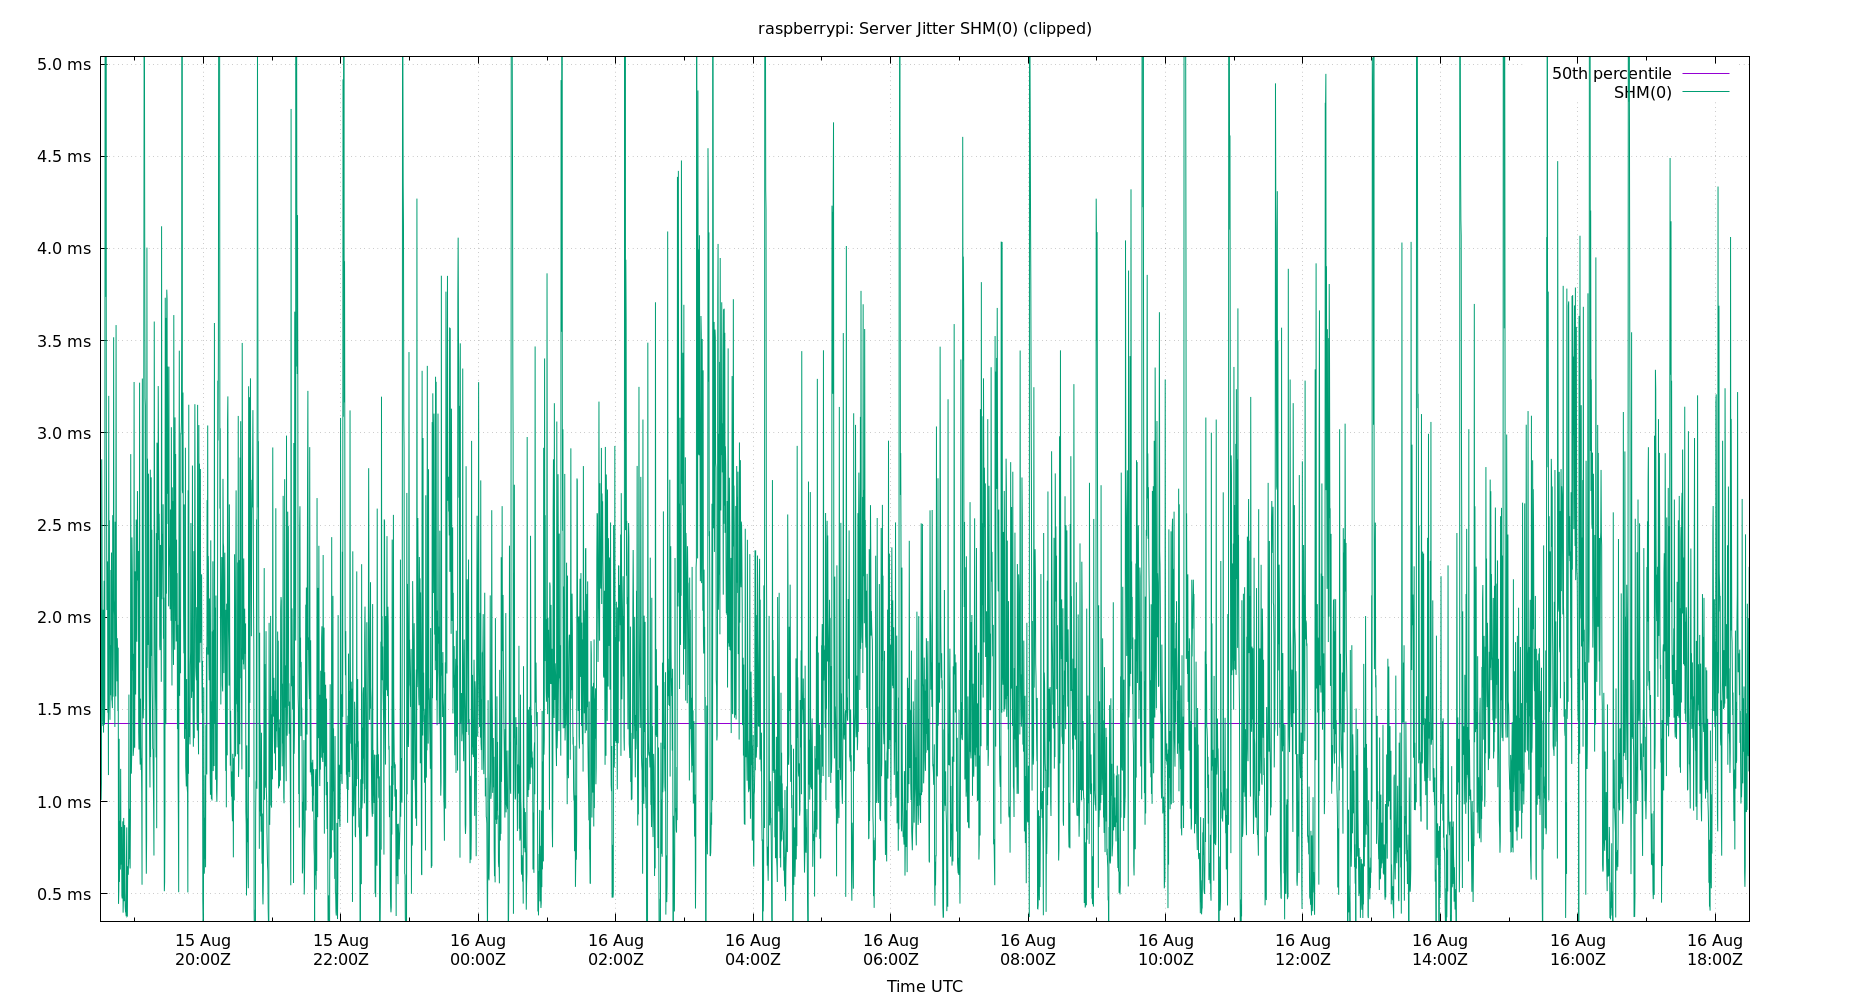 raspberrypi: Server Jitter SHM(0) (clipped)
50th percentile
SHM(0)
5.0 ms
4.5 ms
4.0 ms
3.5 ms
3.0 ms
2.5 ms
2.0 ms
1.5 ms
1.0 ms
0.5 ms
15 Aug 15 Aug 16 Aug 16 Aug 16 Aug 16 Aug 16 Aug 16 Aug 16 Aug 16 Aug 16 Aug 16 Aug
20:00Z 22:00Z 00:00Z 02:00Z 04:00Z 06:00Z 08:00Z 10:00Z 12:00Z 14:00Z 16:00Z 18:00Z
Time UTC